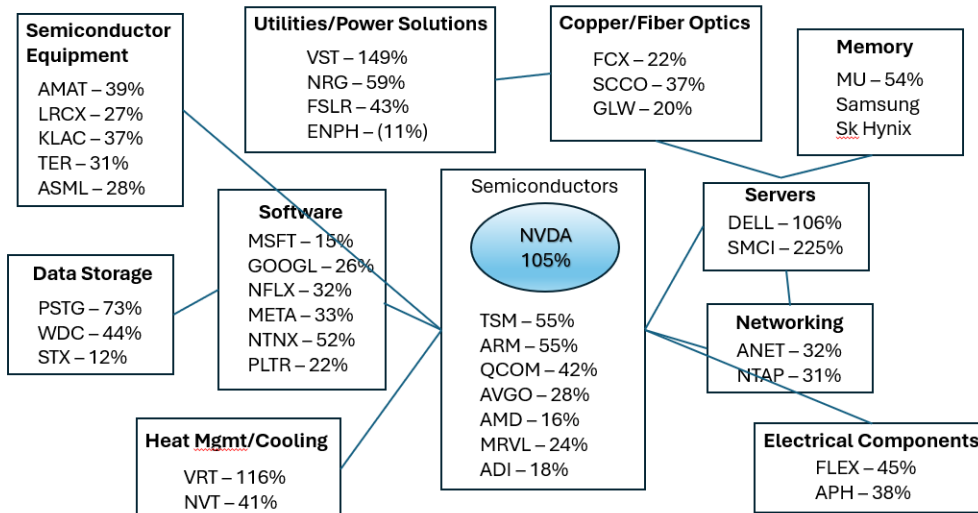 Semiconductor
Equipment
AMAT – 39%
LRCX – 27%
KLAC – 37%
TER – 31%
ASML – 28%
Utilities/Power Solutions
VST – 149%
NRG – 59%
FSLR – 43%
ENPH – (11%)
Copper/Fiber Optics
FCX – 22%
SCCO – 37%
GLW – 20%
Memory
MU – 54%
Samsung
Sk Hynix
Software
MSFT – 15%
GOOGL – 26%
NFLX – 32%
META – 33%
NTNX – 52%
PLTR – 22%
Semiconductors
NVDA
105%
TSM – 55%
ARM – 55%
QCOM – 42%
AVGO – 28%
AMD – 16%
MRVL – 24%
ADI – 18%
Servers
DELL – 106%
SMCI – 225%
Data Storage
PSTG – 73%
WDC – 44%
STX – 12%
Networking
ANET – 32%
NTAP – 31%
Heat Mgmt/Cooling
VRT – 116%
NVT – 41%
Electrical Components
FLEX – 45%
APH – 38%